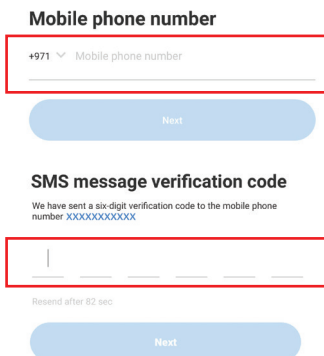 Mobile phone number
+971 Mobile phone number
Next
SMS message verification code
We have sent a six-digit verification code to the mobile phone
number XXXXXXXXXXX
Resend after 82 sec
Next